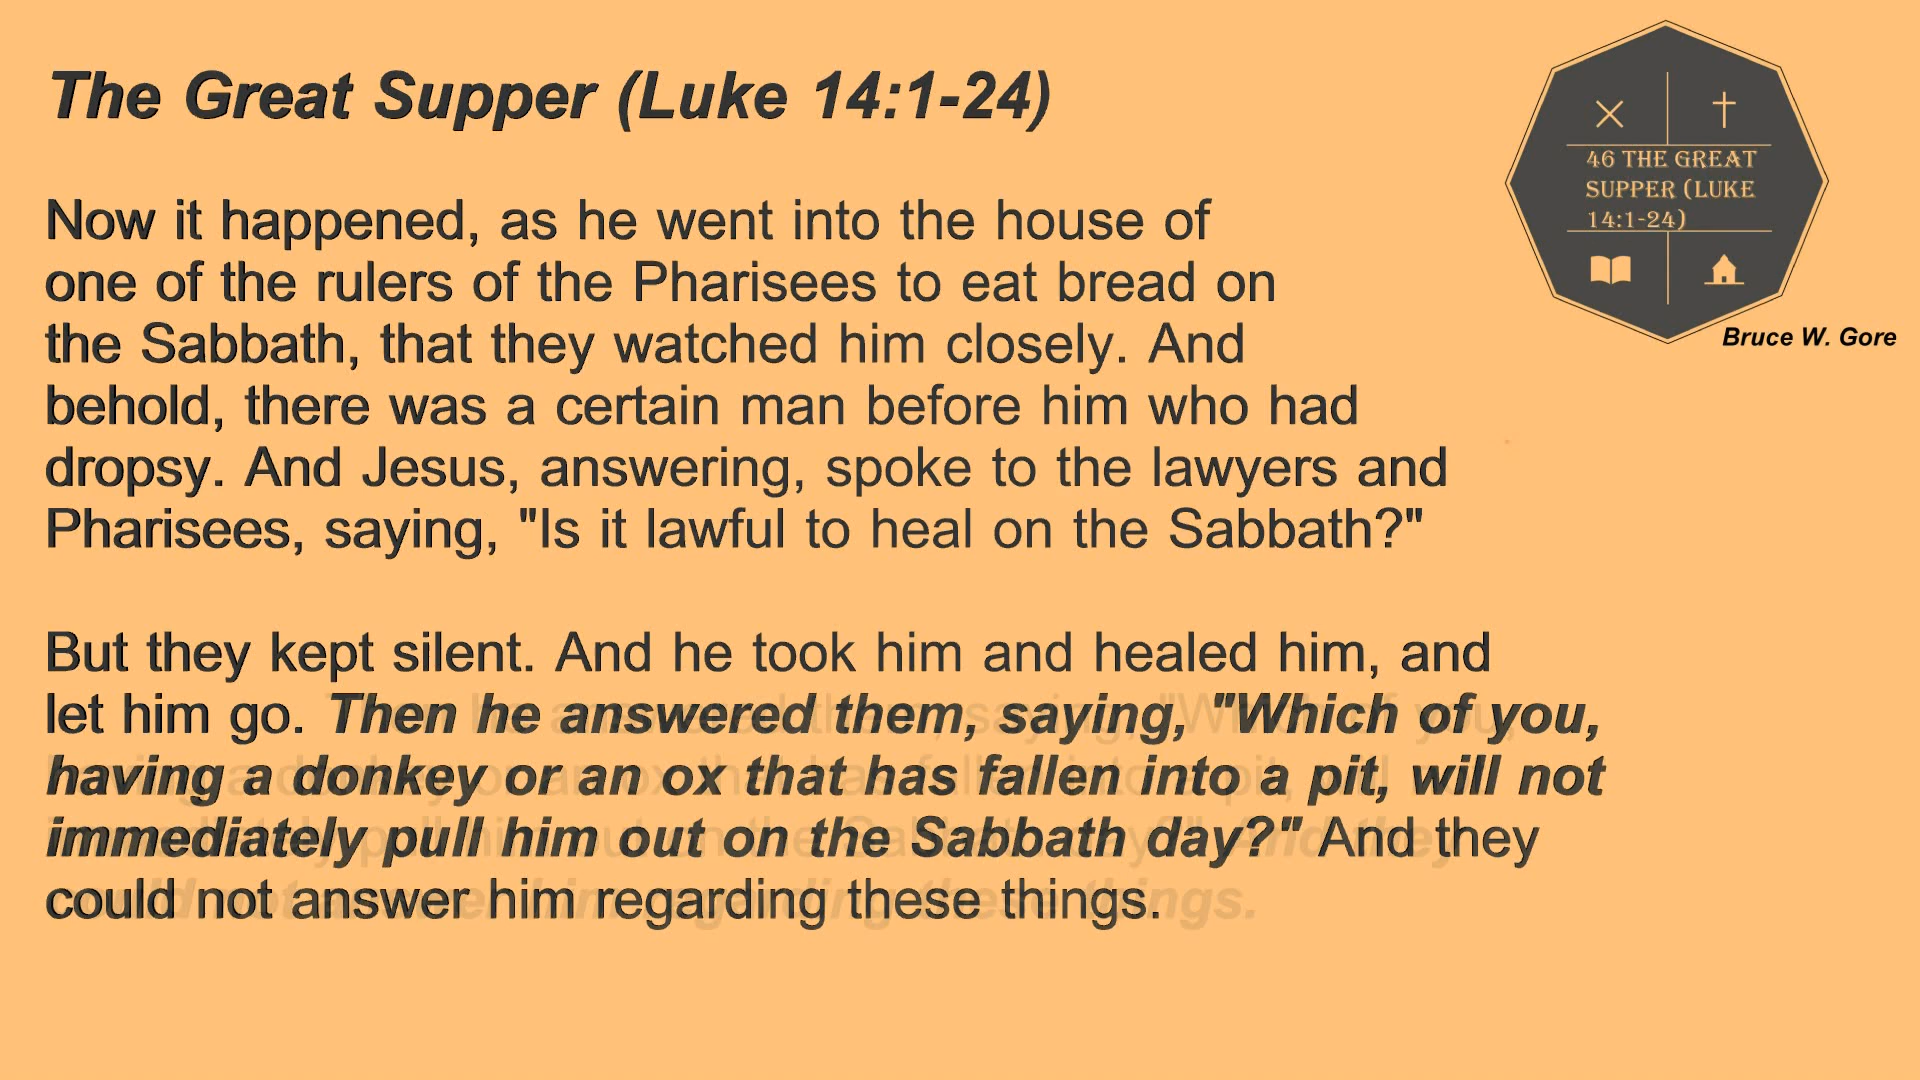 The Great Supper (Luke 14:1-24)
46 THE GREAT
SUPPER (LUKE
14:1-24)
Bruce W. Gore
Now it happened, as he went into the house of
one of the rulers of the Pharisees to eat bread on
the Sabbath, that they watched him closely. And
behold, there was a certain man before him who had
dropsy. And Jesus, answering, spoke to the lawyers and
Pharisees, saying, "Is it lawful to heal on the Sabbath?"
But they kept silent. And he took him and healed him, and
let him go. Then he answered them, saying, "Which of you,
having a donkey or an ox that has fallen into a pit, will not
immediately pull him out on the Sabbath day?" And they
could not answer him regarding these things.